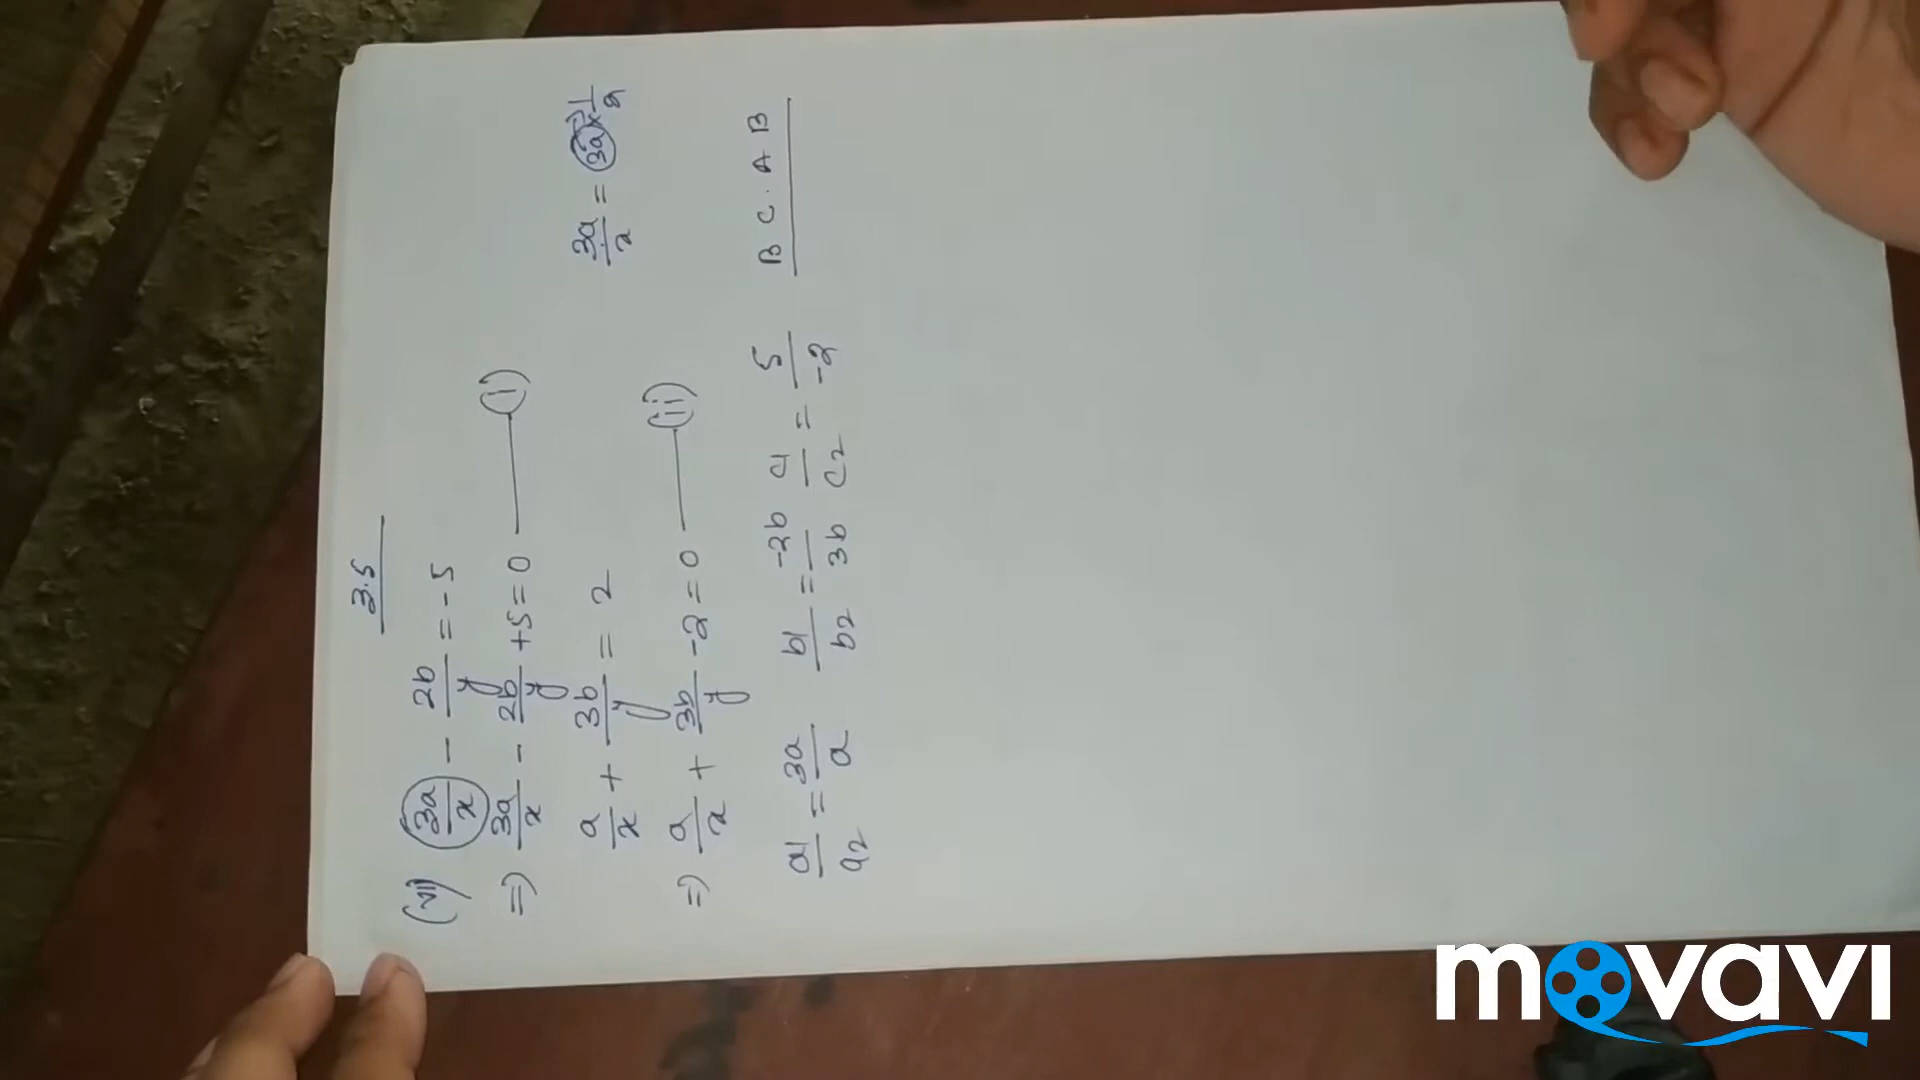 3.5
(vi) 3a/x - 2b/y = -5
=) 3a/x - 2b/y +5=0 —— (i)
a/x + 3b/y = 2
3a/x = 3a × 1/x
=) a/x + 3b/y -2=0 —— (ii)
a1/a2 = 3a/a b1/b2 = -2b/3b c1/c2 = 5/-2
B C . A B
movavi